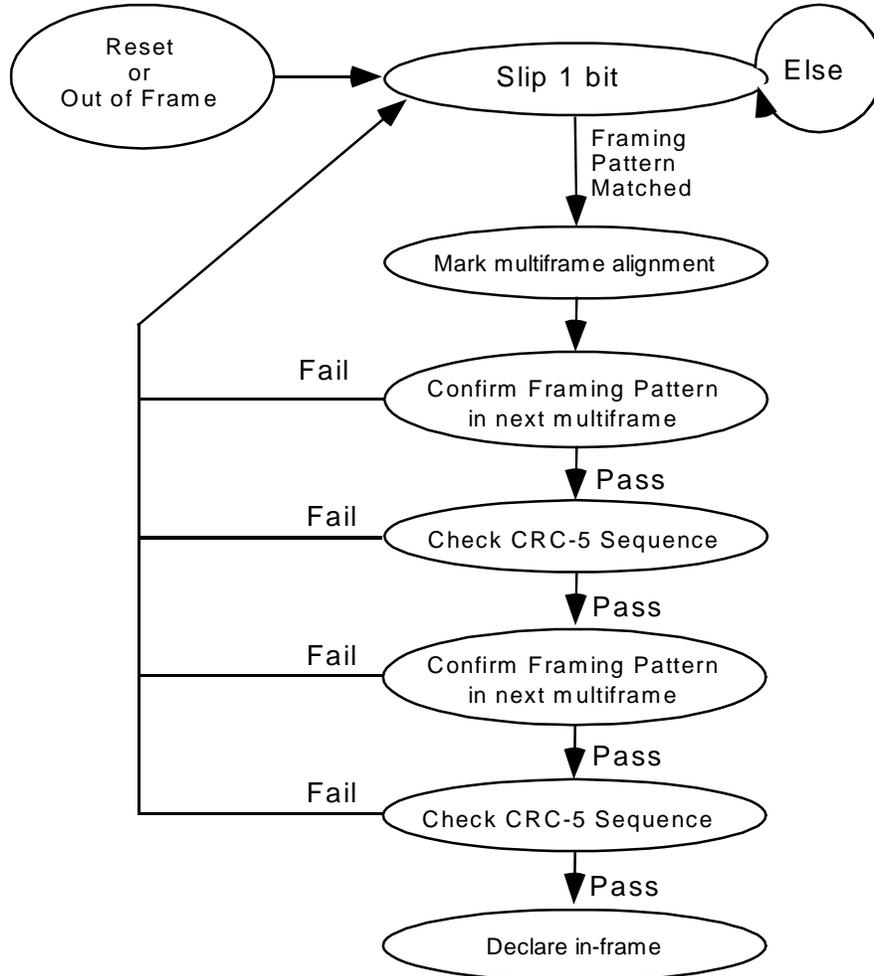 Reset
or
Out of Frame
Slip 1 bit
Else
Framing
Pattern
Matched
Mark multiframe alignment
Fail
Confirm Framing Pattern
in next multiframe
Pass
Fail
Check CRC-5 Sequence
Pass
Fail
Confirm Framing Pattern
in next multiframe
Pass
Fail
Check CRC-5 Sequence
Pass
Declare in-frame